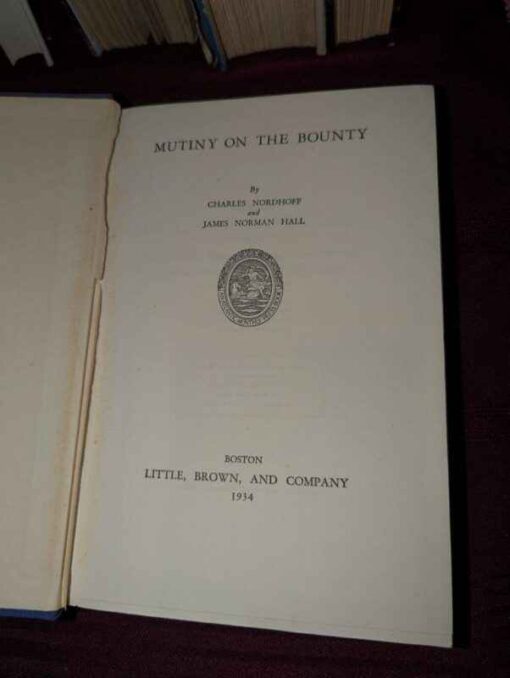 MUTINY ON THE BOUNTY
By
CHARLES NORDHOFF
and
JAMES NORMAN HALL
BOSTON
LITTLE, BROWN, AND COMPANY
1934